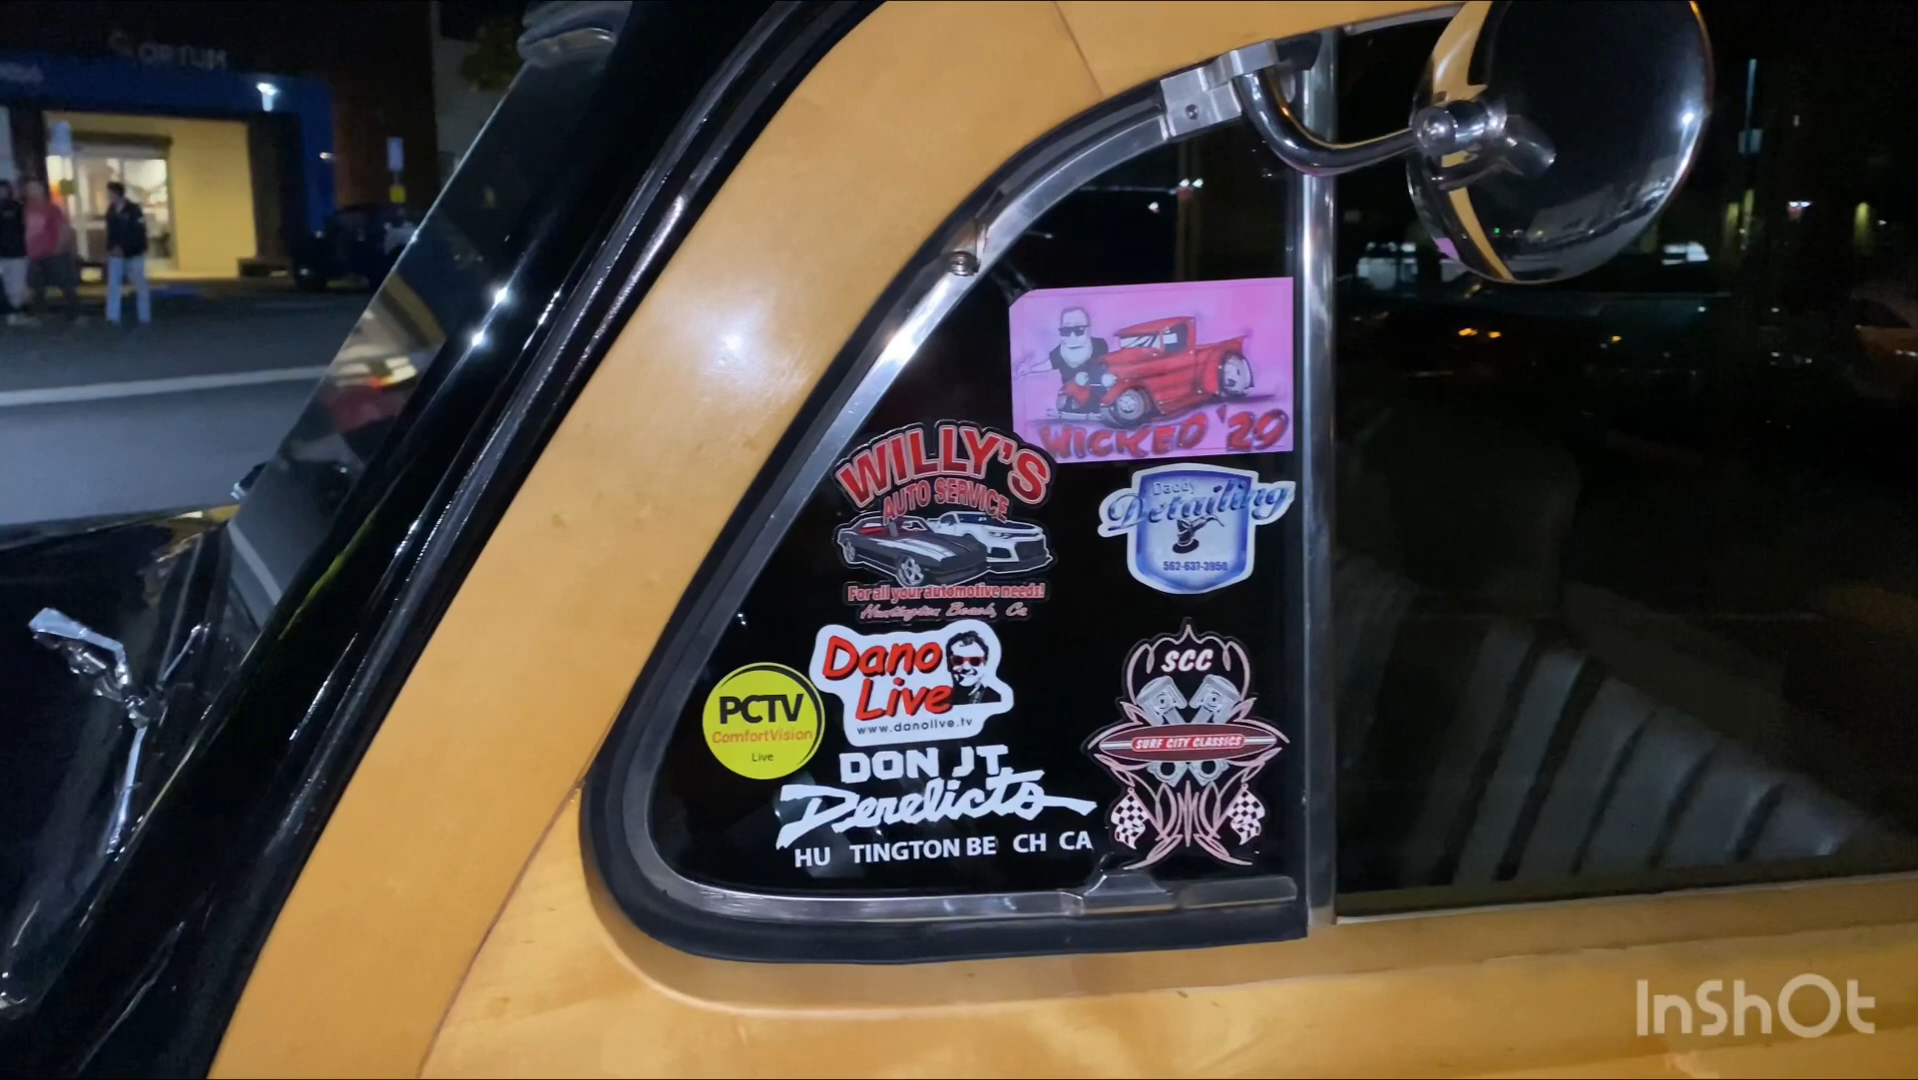 OPTUM
WICKED '29
WILLY'S
AUTO SERVICE
For all your automotive needs!
Huntington Beach, Ca
Daddy
Detailing
562-637-3950
Dano
Live
www.danolive.tv
PCTV
ComfortVision
Live
SCC
SURF CITY CLASSICS
DON JT
Derelicts
HU TINGTON BE CH CA
InShOt